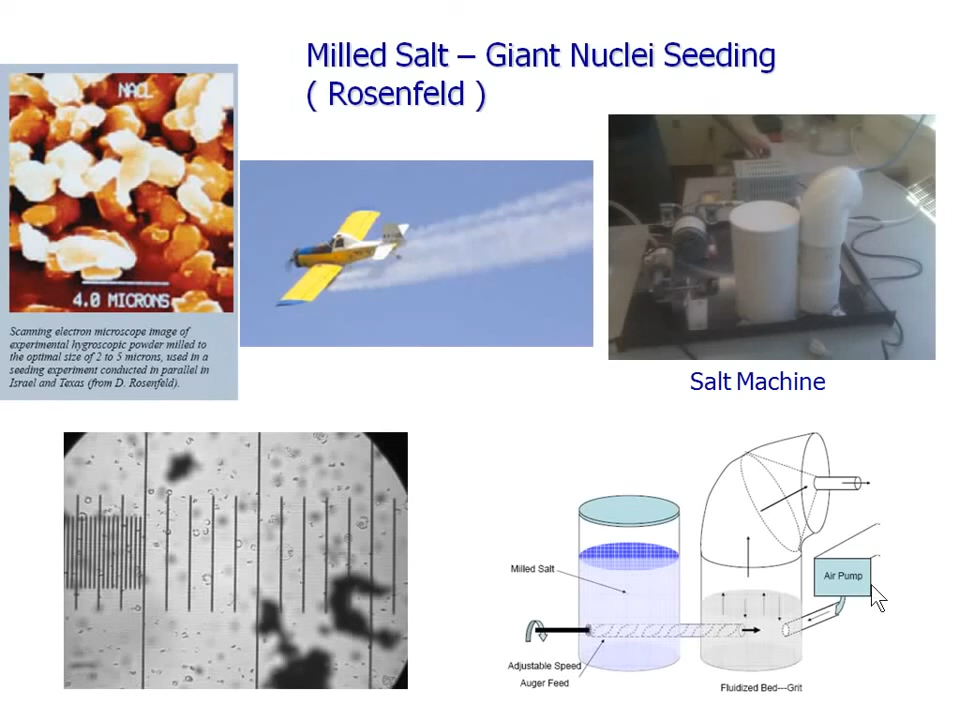 Milled Salt – Giant Nuclei Seeding
( Rosenfeld )
NACL
4.0 MICRONS
Scanning electron microscope image of
experimental hygroscopic powder milled to
the optimal size of 2 to 5 microns, used in a
seeding experiment conducted in parallel in
Israel and Texas (from D. Rosenfeld).
Salt Machine
Milled Salt
Air Pump
Adjustable Speed
Auger Feed
Fluidized Bed---Grit